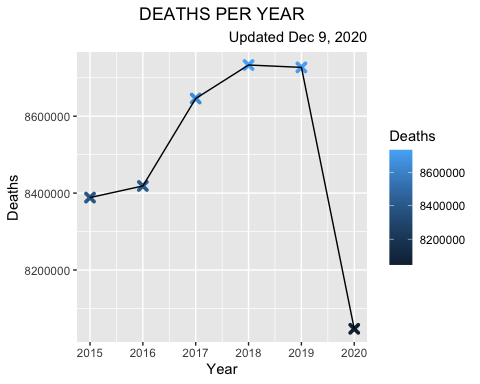 DEATHS PER YEAR
Updated Dec 9, 2020
Deaths
8600000
8400000
8200000
2015 2016 2017 2018 2019 2020
Year
Deaths
8600000
8400000
8200000